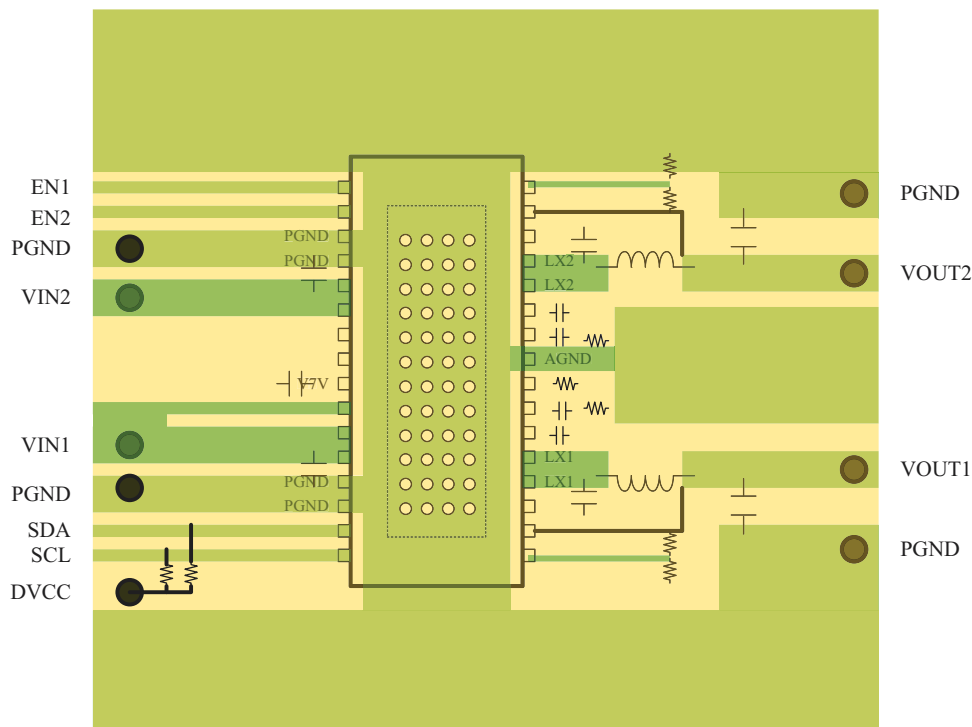 EN1
EN2
PGND
VIN2
VIN1
PGND
SDA
SCL
DVCC
PGND
PGND
V7V
PGND
PGND
LX2
LX2
AGND
LX1
LX1
PGND
VOUT2
VOUT1
PGND